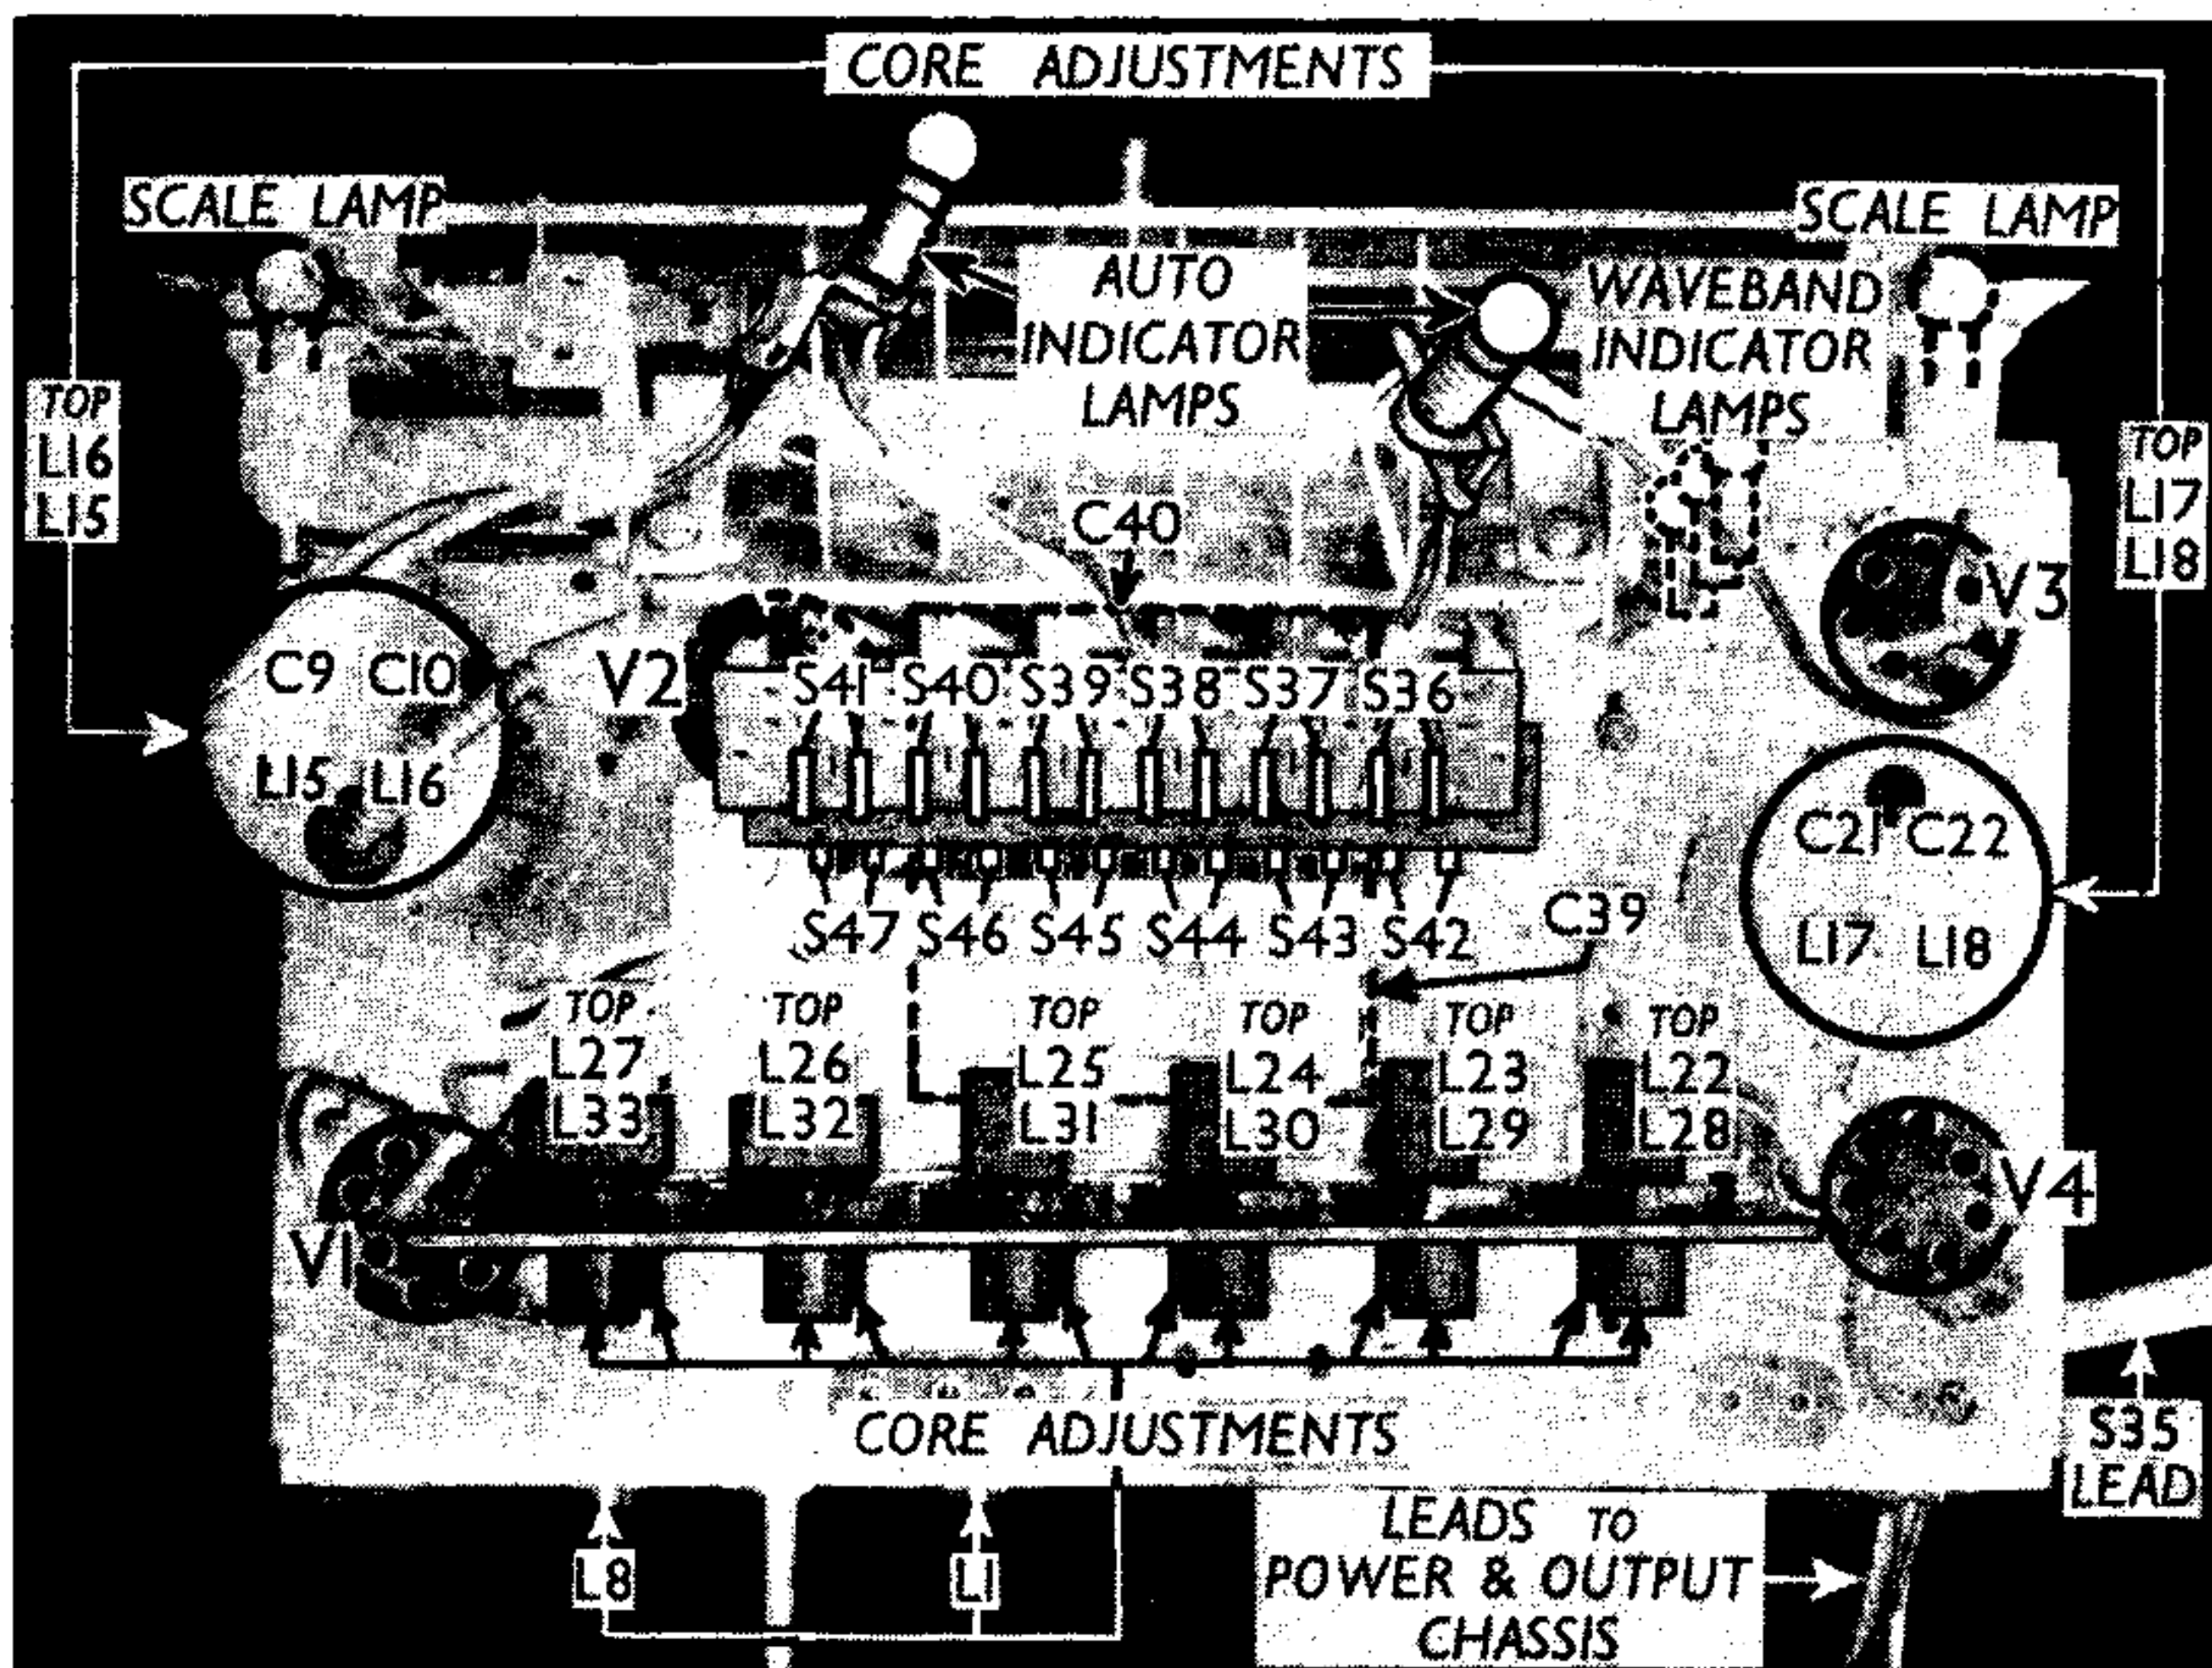 CORE ADJUSTMENTS
SCALE LAMP
SCALE LAMP
AUTO
INDICATOR
LAMPS
WAVEBAND
INDICATOR
LAMPS
TOP
L16
L15
TOP
L17
L18
C40
V3
C9 C10
L15 L16
V2
S41 S40 S39 S38 S37 S36
C21 C22
L17 L18
S47 S46 S45 S44 S43 S42
C39
TOP
L27
L33
TOP
L26
L32
TOP
L25
L31
TOP
L24
L30
TOP
L23
L29
TOP
L22
L28
V1
V4
CORE ADJUSTMENTS
S35
LEAD
L8
L1
LEADS TO
POWER & OUTPUT
CHASSIS